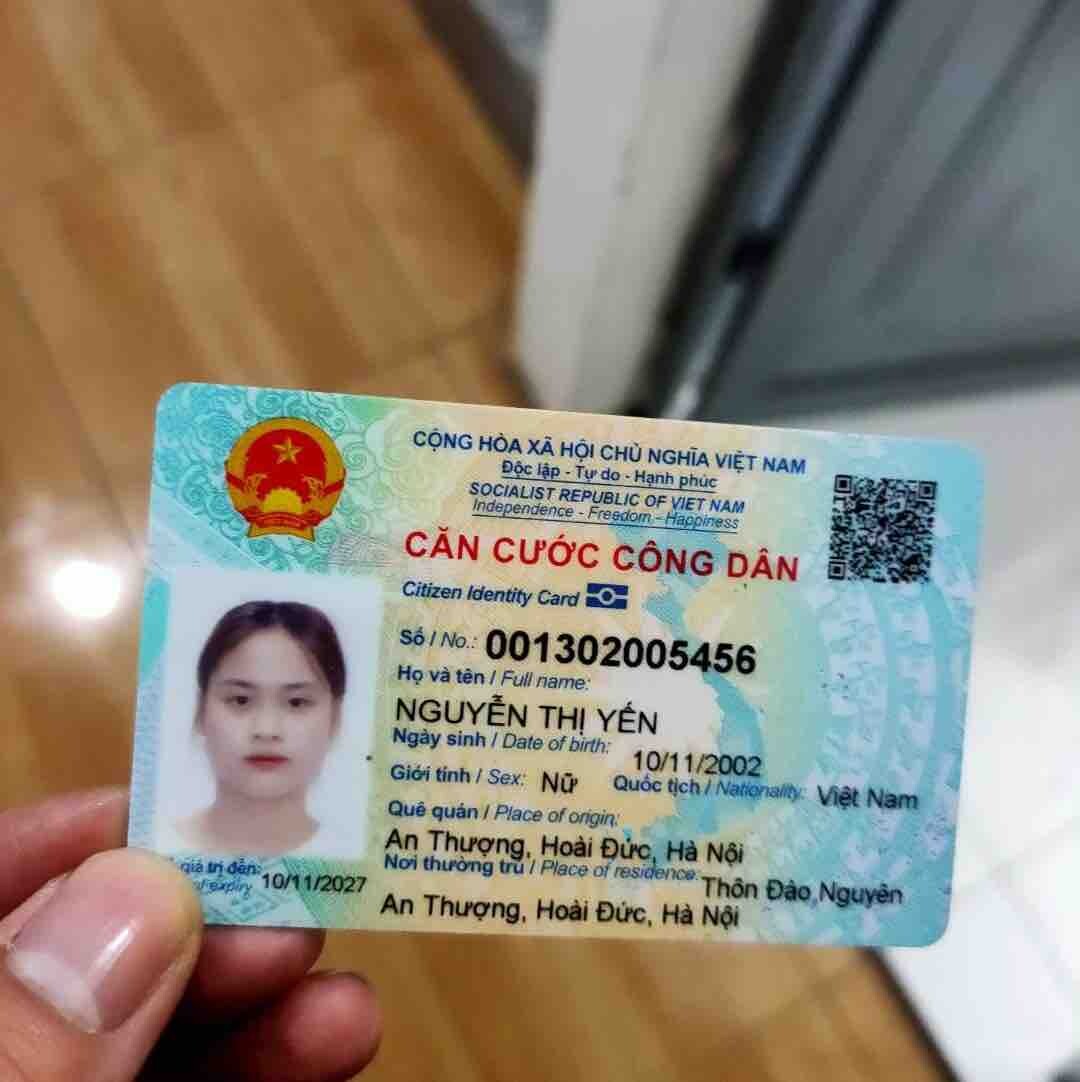 CỘNG HÒA XÃ HỘI CHỦ NGHĨA VIỆT NAM
Độc lập - Tự do - Hạnh phúc
SOCIALIST REPUBLIC OF VIET NAM
Independence - Freedom - Happiness
CĂN CƯỚC CÔNG DÂN
Citizen Identity Card
Số / No.: 001302005456
Họ và tên / Full name:
NGUYỄN THỊ YẾN
Ngày sinh / Date of birth: 10/11/2002
Giới tính / Sex: Nữ Quốc tịch / Nationality: Việt Nam
Quê quán / Place of origin:
An Thượng, Hoài Đức, Hà Nội
Nơi thường trú / Place of residence: Thôn Đào Nguyên
An Thượng, Hoài Đức, Hà Nội
giá trị đến: 10/11/2027
of expiry